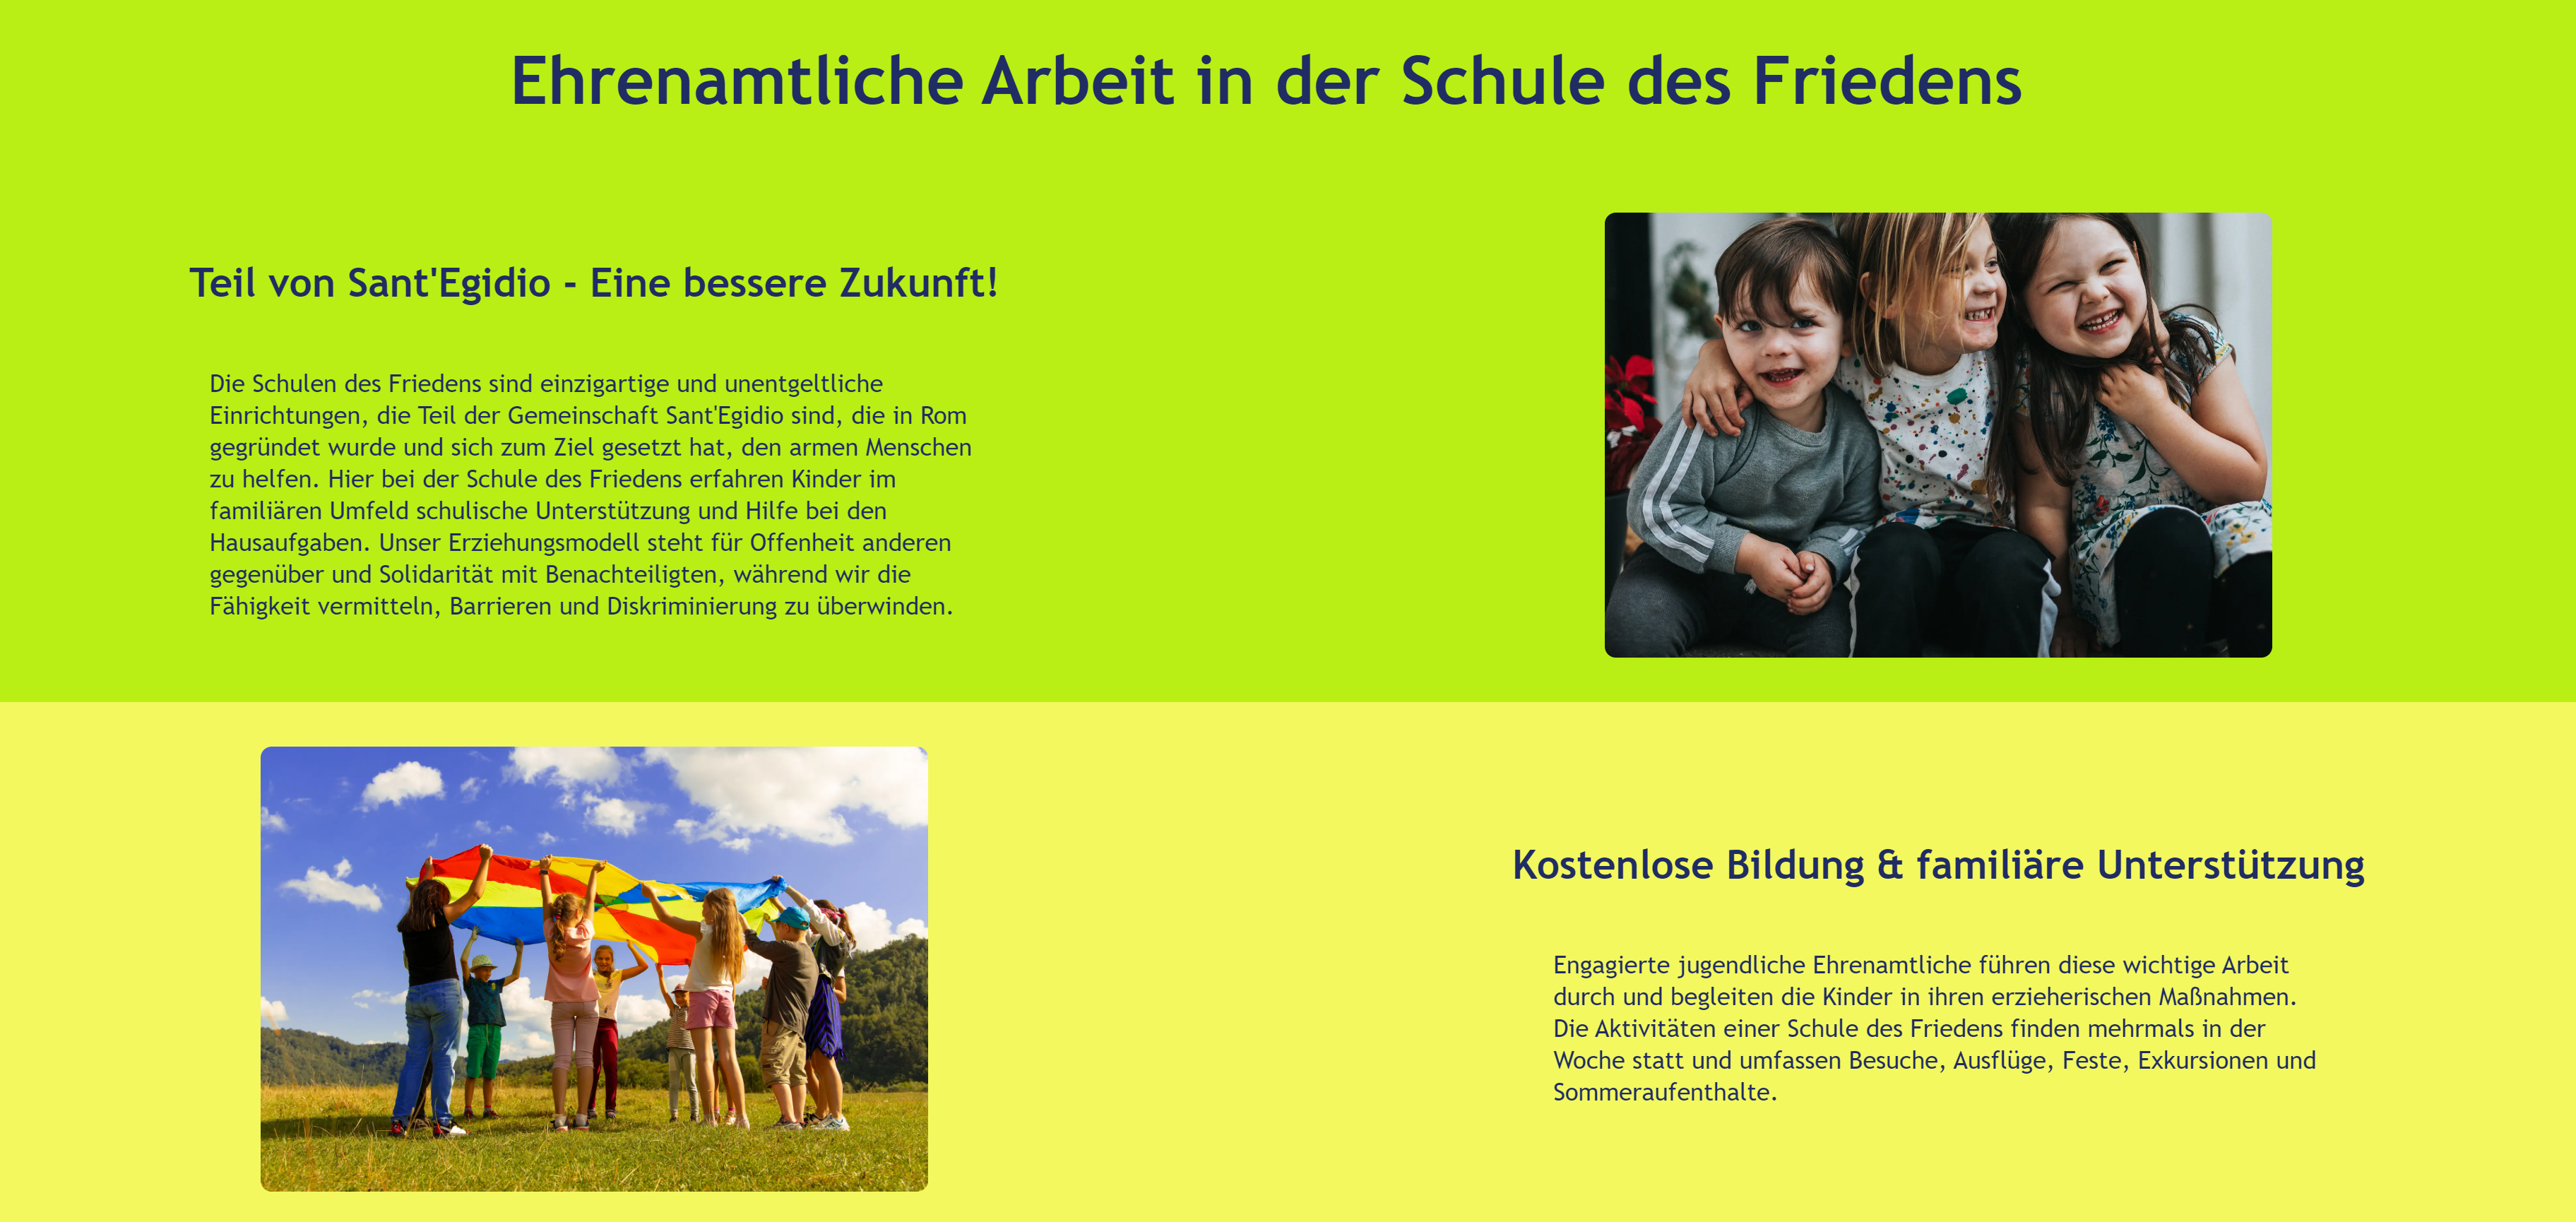 Ehrenamtliche Arbeit in der Schule des Friedens
Teil von Sant'Egidio - Eine bessere Zukunft!
Die Schulen des Friedens sind einzigartige und unentgeltliche
Einrichtungen, die Teil der Gemeinschaft Sant'Egidio sind, die in Rom
gegründet wurde und sich zum Ziel gesetzt hat, den armen Menschen
zu helfen. Hier bei der Schule des Friedens erfahren Kinder im
familiären Umfeld schulische Unterstützung und Hilfe bei den
Hausaufgaben. Unser Erziehungsmodell steht für Offenheit anderen
gegenüber und Solidarität mit Benachteiligten, während wir die
Fähigkeit vermitteln, Barrieren und Diskriminierung zu überwinden.
Kostenlose Bildung & familiäre Unterstützung
Engagierte jugendliche Ehrenamtliche führen diese wichtige Arbeit
durch und begleiten die Kinder in ihren erzieherischen Maßnahmen.
Die Aktivitäten einer Schule des Friedens finden mehrmals in der
Woche statt und umfassen Besuche, Ausflüge, Feste, Exkursionen und
Sommeraufenthalte.